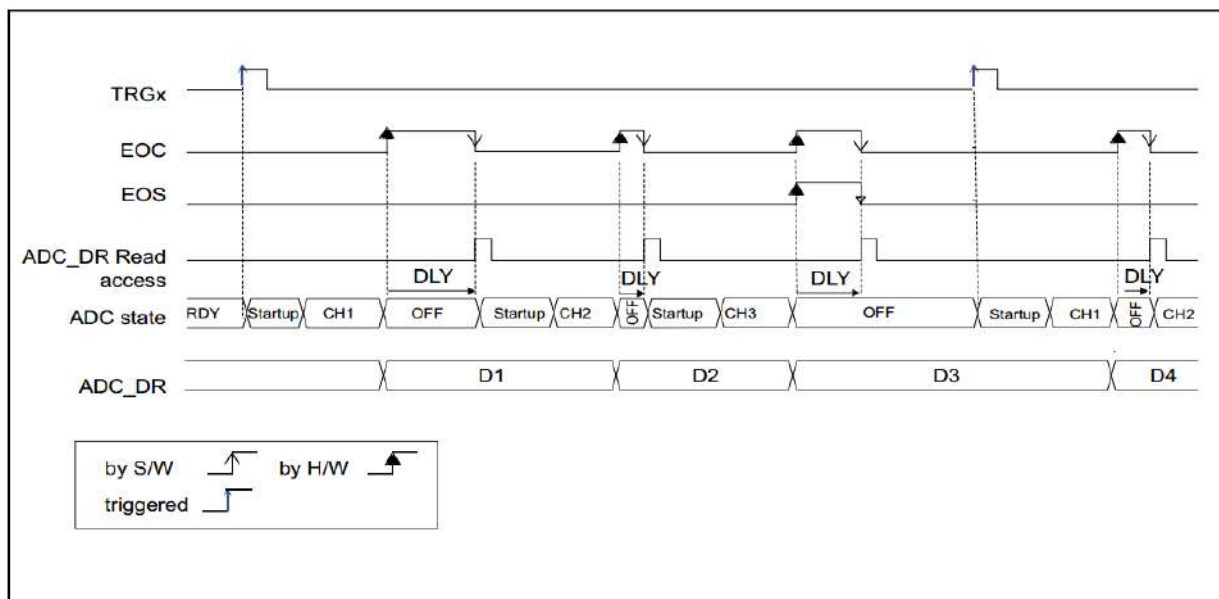 TRGx
EOC
EOS
ADC_DR Read
access
DLY DLY DLY DLY
ADC state RDY Startup CH1 OFF Startup CH2 OFF Startup CH3 OFF Startup CH1 OFF CH2
ADC_DR D1 D2 D3 D4
by S/W by H/W
triggered